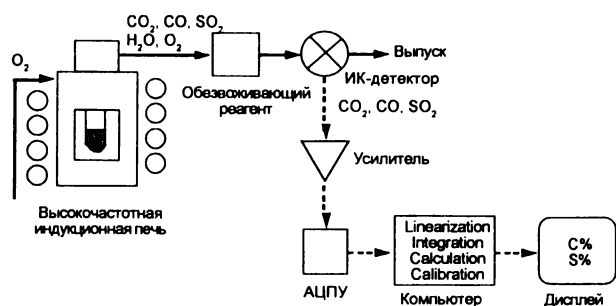 CO₂, CO, SO₂
H₂O, O₂
O₂
Выпуск
ИК-детектор
Обезвоживающий
реагент
CO₂, CO, SO₂
Усилитель
Высокочастотная
индукционная печь
Linearization
Integration
Calculation
Calibration
C%
S%
АЦПУ
Компьютер
Дисплей